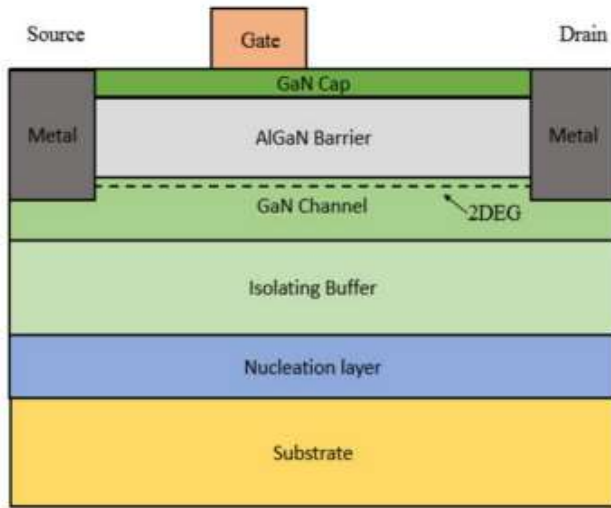 Source
Gate
Drain
GaN Cap
Metal
AlGaN Barrier
Metal
GaN Channel
2DEG
Isolating Buffer
Nucleation layer
Substrate